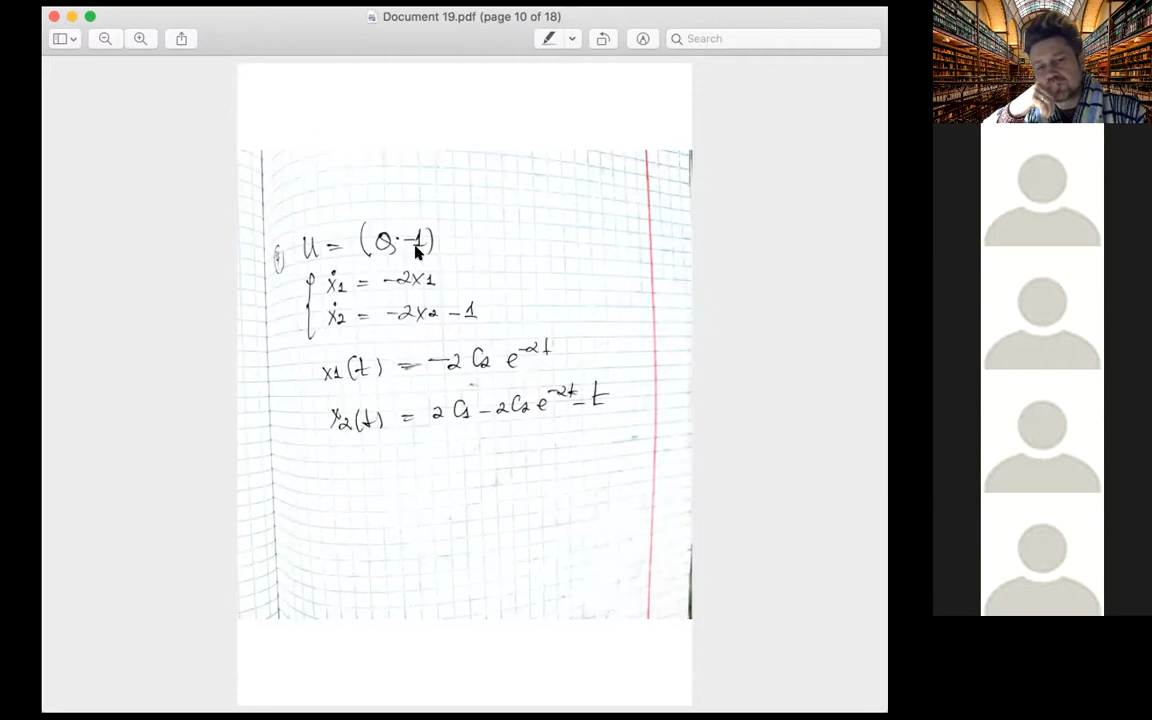 Document 19.pdf (page 10 of 18)
Search
U = (0; -1)
ẋ1 = -2x1
ẋ2 = -2x2 - 1
x1(t) = -2 C2 e^-2t
x2(t) = 2 C1 - 2C2 e^-2t - t